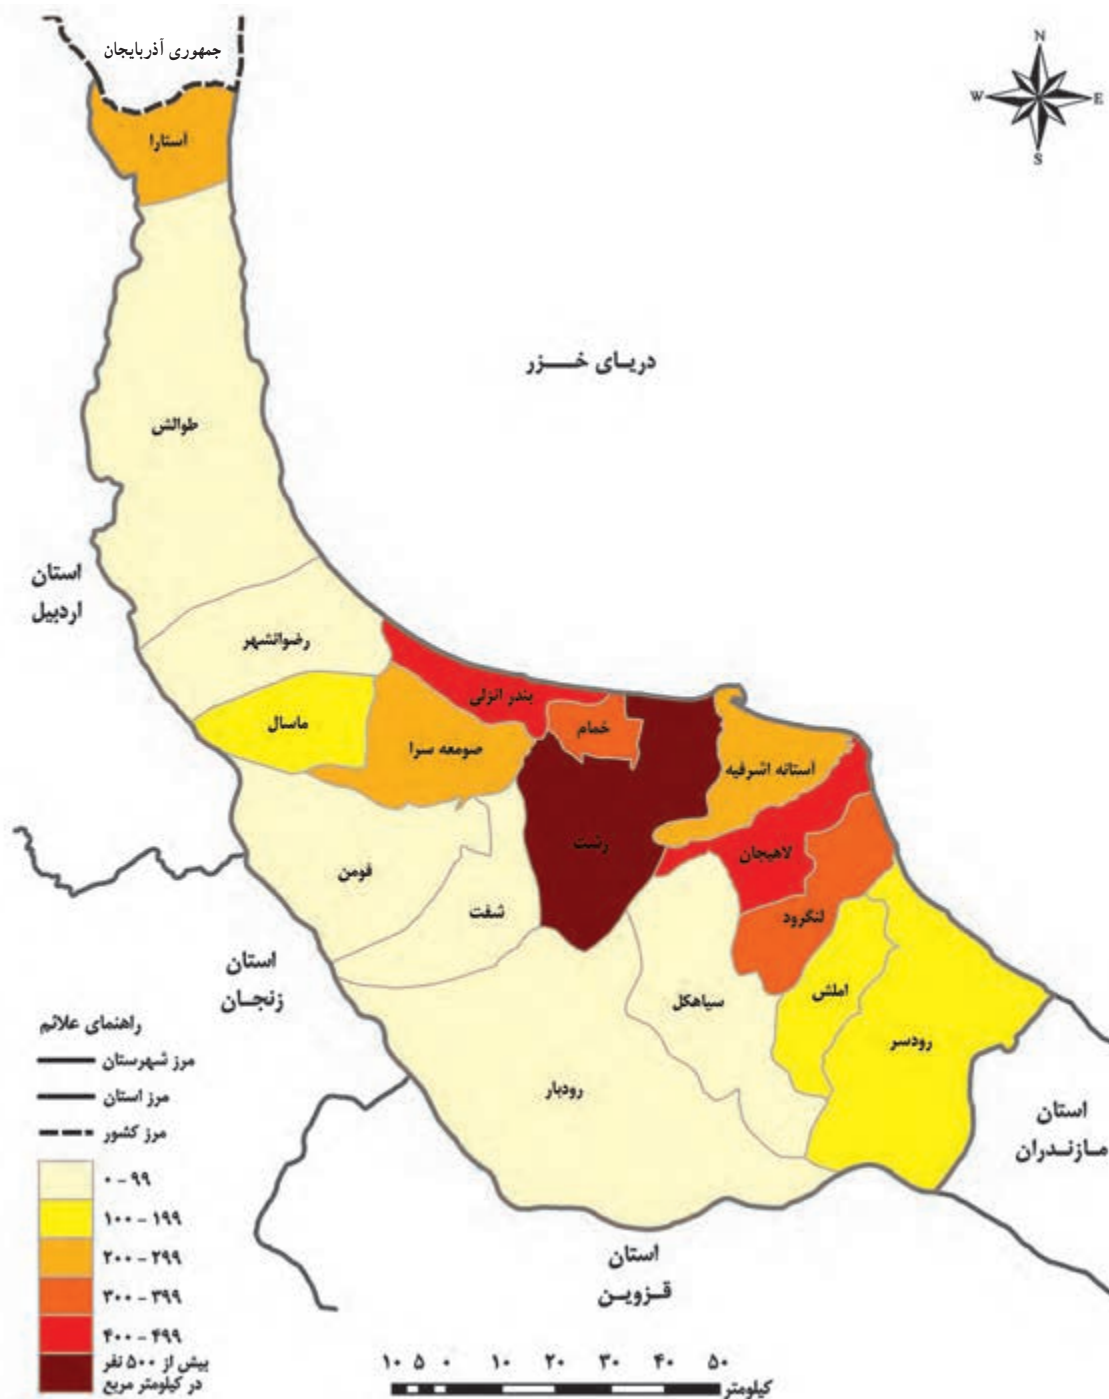 جمهوری آذربایجان
N
W
E
S
آستارا
دریـای خـــزر
طوالش
استان
اردبیل
رضوانشهر
بندر انزلی
ماسال
خمام
صومعه سرا
آستانه اشرفیه
رشت
لاهیجان
فومن
شفت
لنگرود
استان
زنجـان
سیاهکل
املش
رودسر
رودبار
استان
مـازنـدران
استان
قـزویـن
راهنمای علائم
مرز شهرستان
مرز استان
مرز کشور
۰ - ۹۹
۱۰۰ - ۱۹۹
۲۰۰ - ۲۹۹
۳۰۰ - ۳۹۹
۴۰۰ - ۴۹۹
بیش از ۵۰۰ نفر
در کیلومتر مربع
۱۰ ۵ ۰ ۱۰ ۲۰ ۳۰ ۴۰ ۵۰
کیلومتر